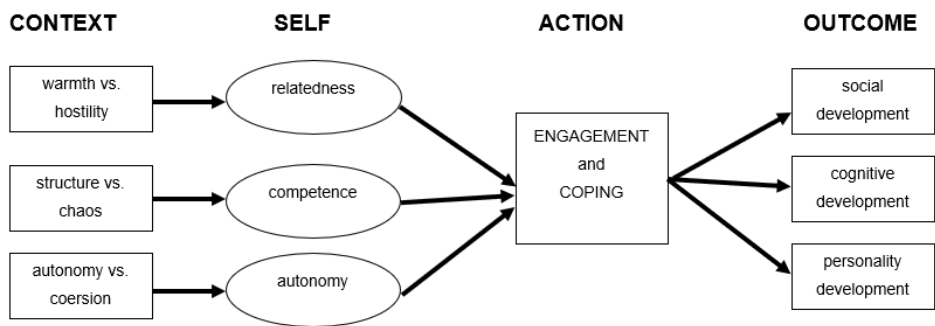 CONTEXT
SELF
ACTION
OUTCOME
warmth vs.
hostility
relatedness
social
development
ENGAGEMENT
and
COPING
structure vs.
chaos
competence
cognitive
development
autonomy vs.
coersion
autonomy
personality
development